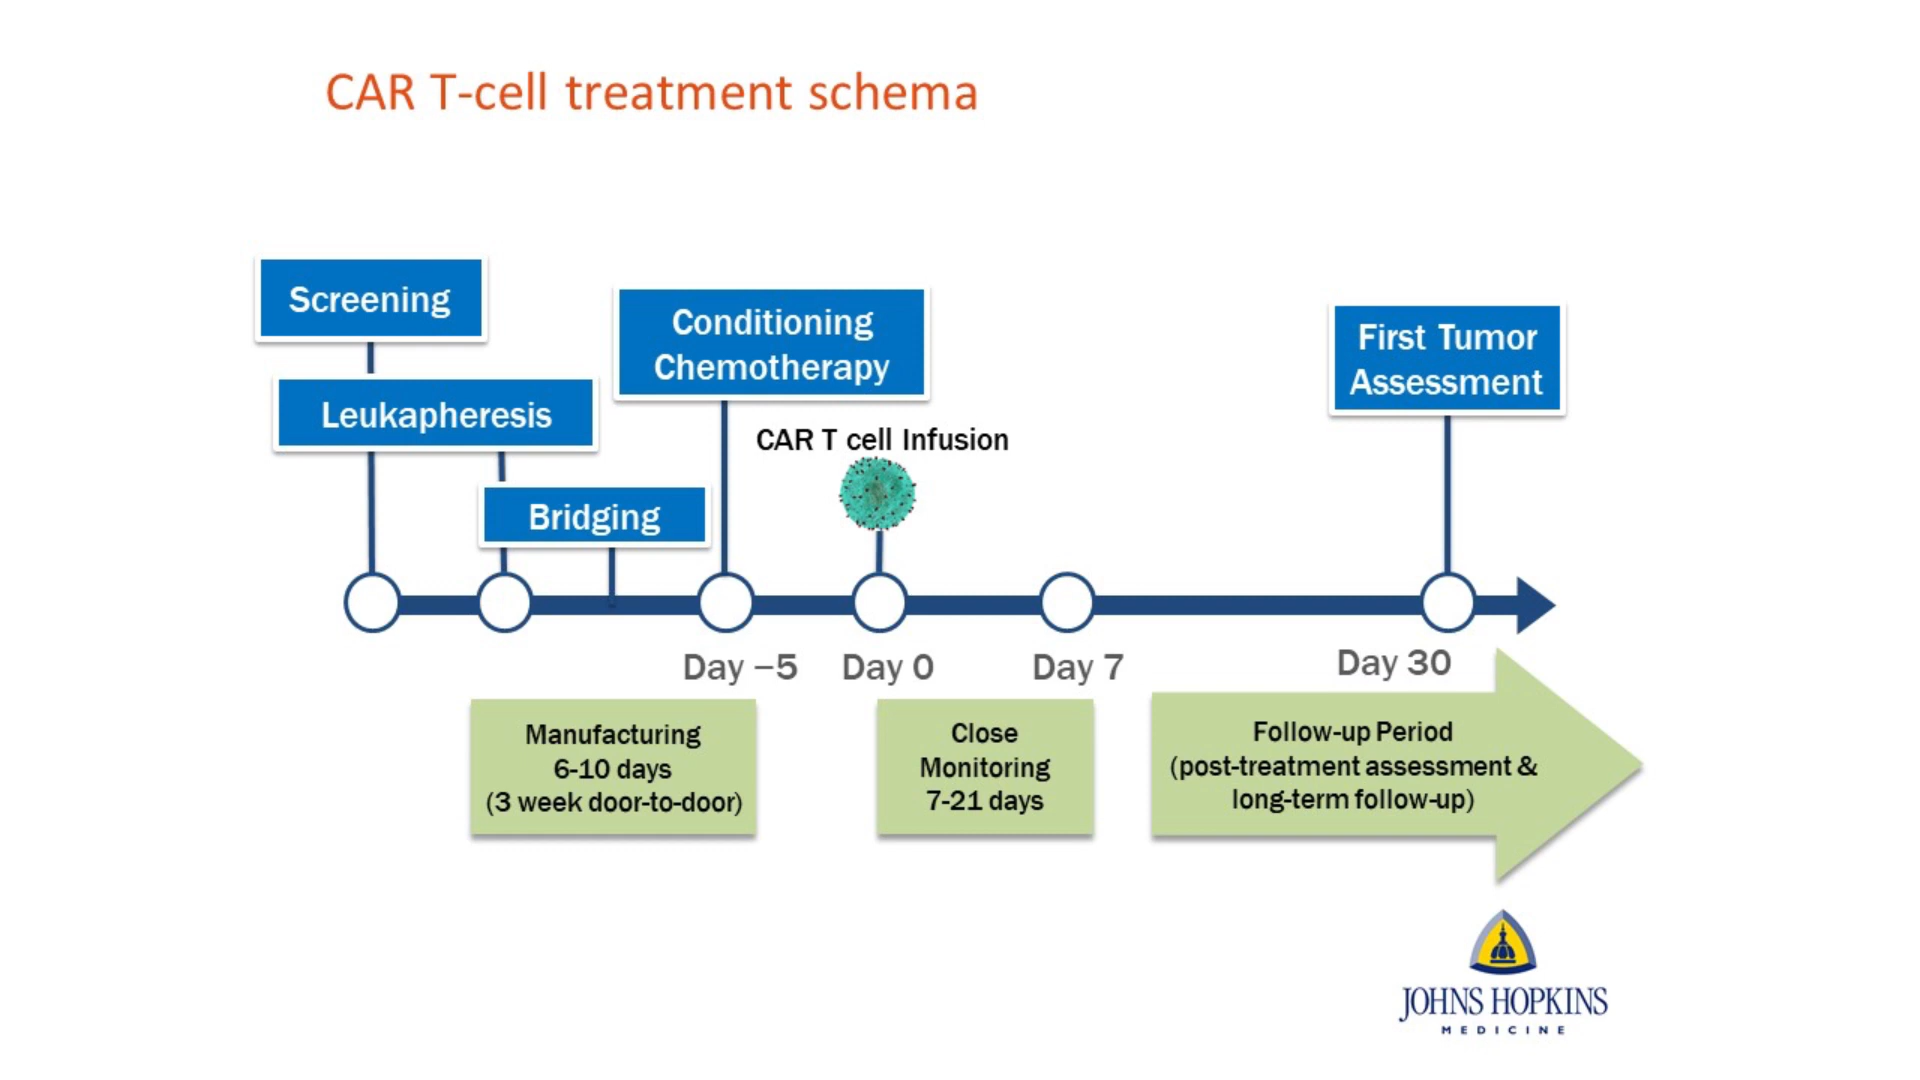 CAR T-cell treatment schema
Screening
Leukapheresis
Bridging
Conditioning
Chemotherapy
CAR T cell Infusion
First Tumor
Assessment
Day −5
Day 0
Day 7
Day 30
Manufacturing
6-10 days
(3 week door-to-door)
Close
Monitoring
7-21 days
Follow-up Period
(post-treatment assessment &
long-term follow-up)
JOHNS HOPKINS
MEDICINE